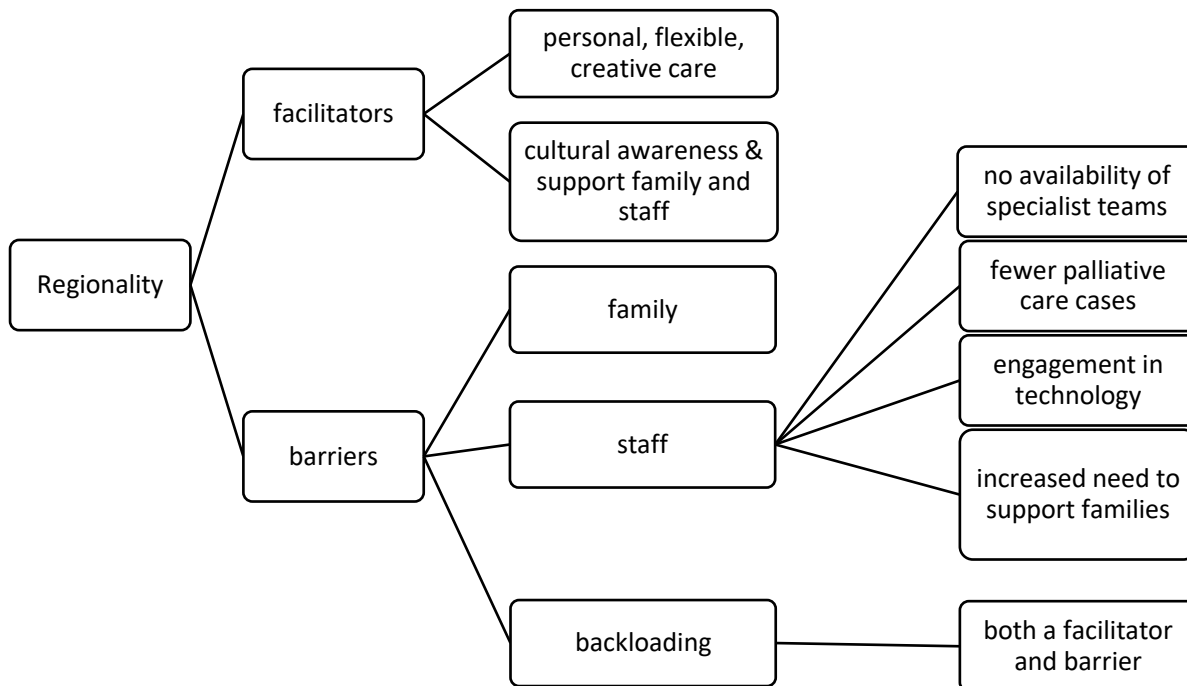 Regionality
facilitators
personal, flexible,
creative care
cultural awareness &
support family and
staff
barriers
family
staff
no availability of
specialist teams
fewer palliative
care cases
engagement in
technology
increased need to
support families
backloading
both a facilitator
and barrier